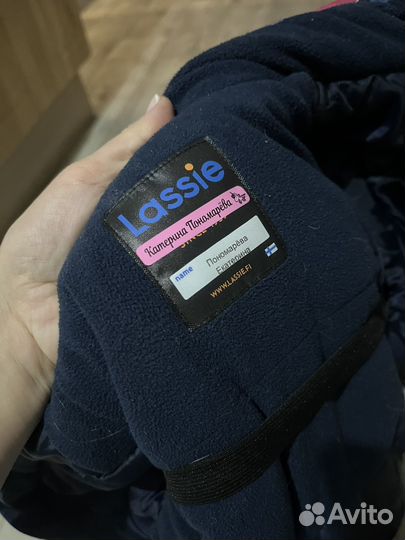 Lassie
Катерина Пономарёва
name
Пономарёва
Екатерина
WWW.LASSIE.FI
Avito